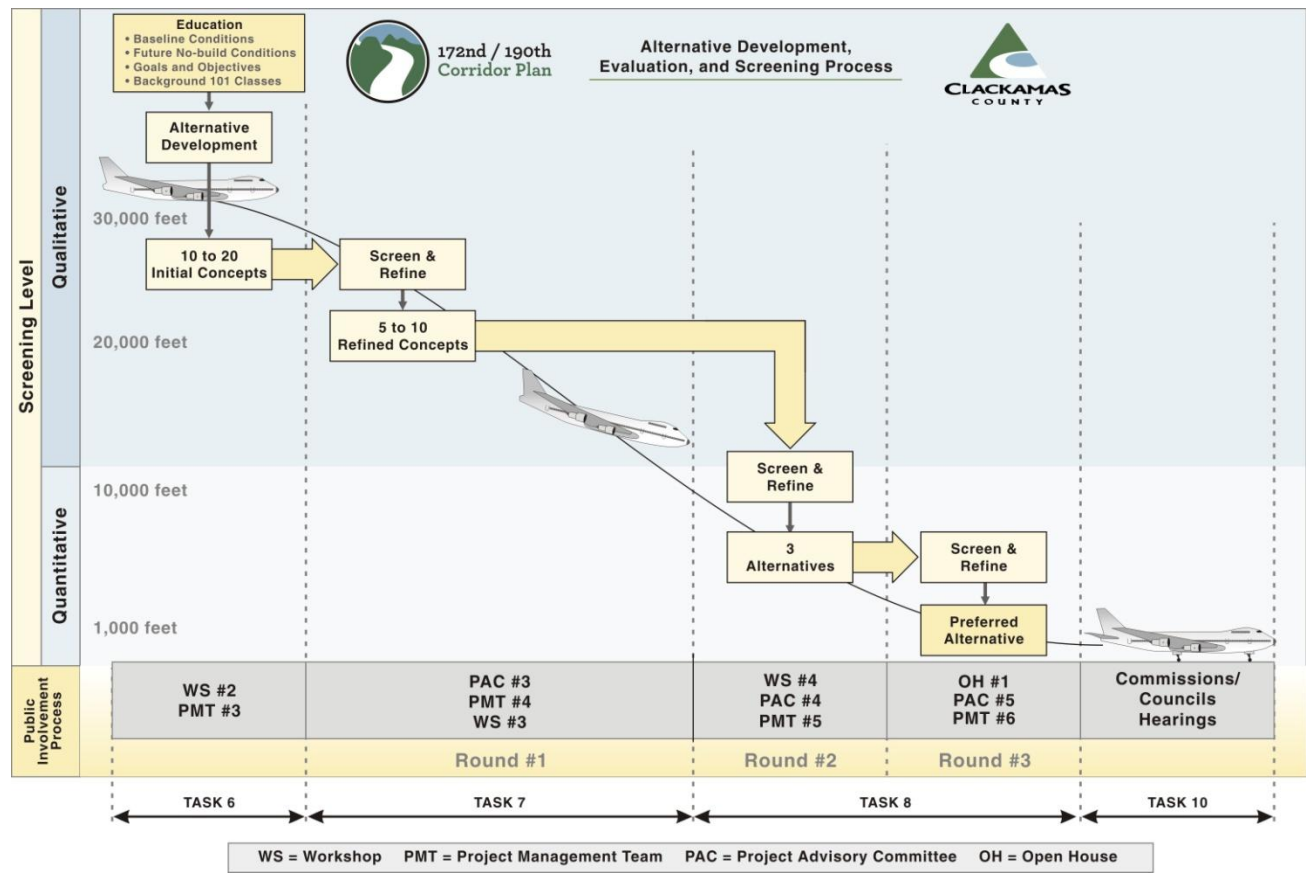 Education
• Baseline Conditions
• Future No-build Conditions
• Goals and Objectives
• Background 101 Classes
172nd / 190th
Corridor Plan
Alternative Development,
Evaluation, and Screening Process
CLACKAMAS
COUNTY
Screening Level
Qualitative
Quantitative
Alternative
Development
30,000 feet
10 to 20
Initial Concepts
Screen &
Refine
20,000 feet
5 to 10
Refined Concepts
10,000 feet
Screen &
Refine
3
Alternatives
Screen &
Refine
1,000 feet
Preferred
Alternative
Public
Involvement
Process
WS #2
PMT #3
PAC #3
PMT #4
WS #3
WS #4
PAC #4
PMT #5
OH #1
PAC #5
PMT #6
Commissions/
Councils
Hearings
Round #1
Round #2
Round #3
TASK 6
TASK 7
TASK 8
TASK 10
WS = Workshop PMT = Project Management Team PAC = Project Advisory Committee OH = Open House